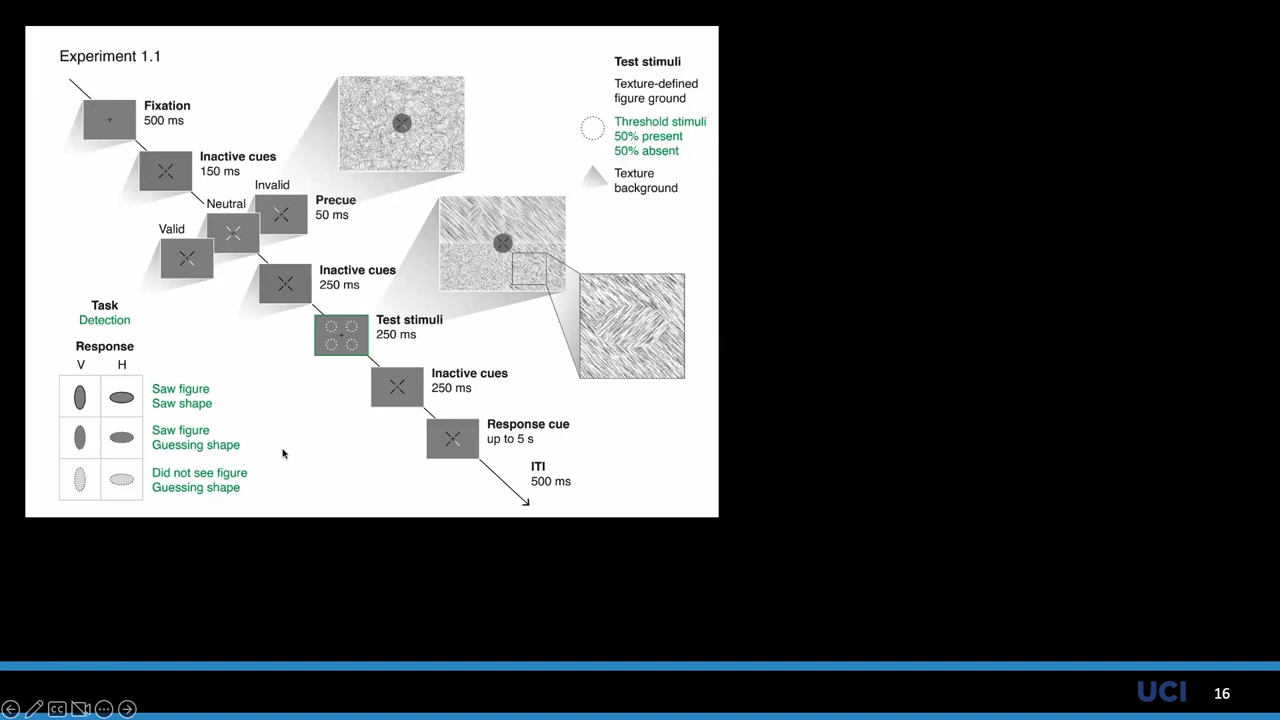 Experiment 1.1
Fixation
500 ms
Inactive cues
150 ms
Invalid
Neutral
Valid
Precue
50 ms
Inactive cues
250 ms
Test stimuli
250 ms
Inactive cues
250 ms
Response cue
up to 5 s
ITI
500 ms
Test stimuli
Texture-defined
figure ground
Threshold stimuli
50% present
50% absent
Texture
background
Task
Detection
Response
V H
Saw figure
Saw shape
Saw figure
Guessing shape
Did not see figure
Guessing shape
CC
UCI
16